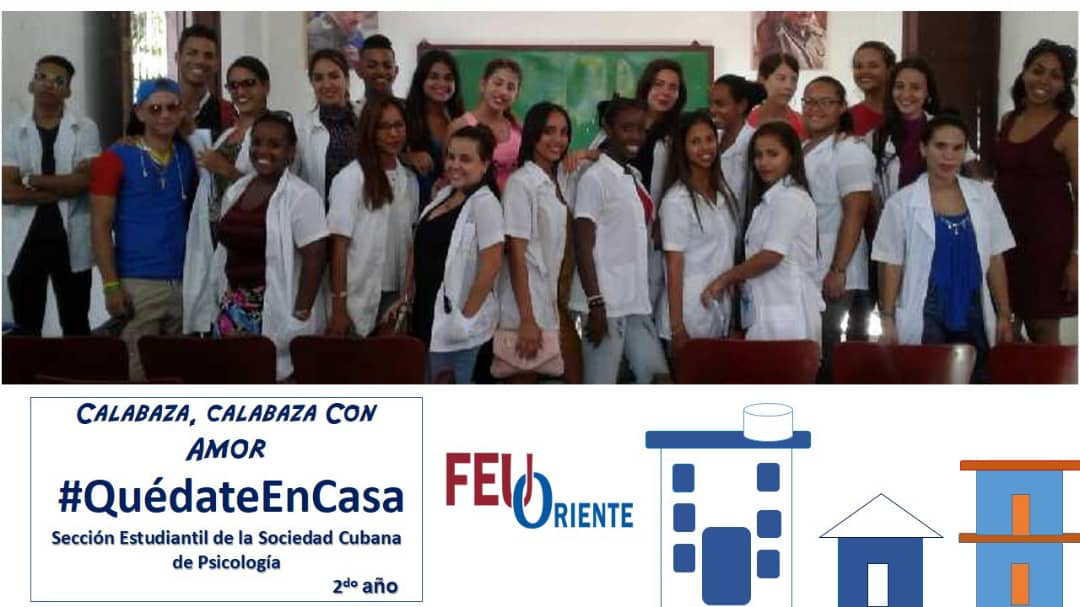 Calabaza, calabaza Con
Amor
#QuédateEnCasa
Sección Estudiantil de la Sociedad Cubana
de Psicología
2do año
FEU ORIENTE